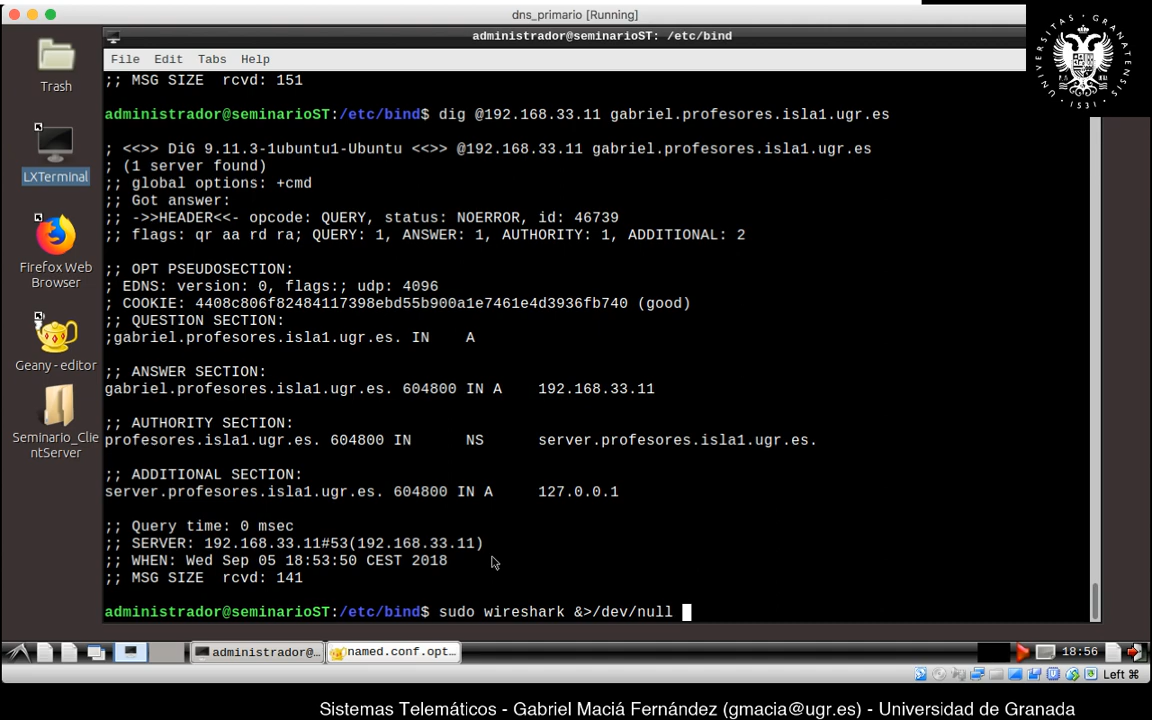 dns_primario [Running]
administrador@seminarioST: /etc/bind
File Edit Tabs Help
;; MSG SIZE  rcvd: 151
administrador@seminarioST:/etc/bind$ dig @192.168.33.11 gabriel.profesores.isla1.ugr.es
; <<>> DiG 9.11.3-1ubuntu1-Ubuntu <<>> @192.168.33.11 gabriel.profesores.isla1.ugr.es
; (1 server found)
;; global options: +cmd
;; Got answer:
;; ->>HEADER<<- opcode: QUERY, status: NOERROR, id: 46739
;; flags: qr aa rd ra; QUERY: 1, ANSWER: 1, AUTHORITY: 1, ADDITIONAL: 2
;; OPT PSEUDOSECTION:
; EDNS: version: 0, flags:; udp: 4096
; COOKIE: 4408c806f82484117398ebd55b900a1e7461e4d3936fb740 (good)
;; QUESTION SECTION:
;gabriel.profesores.isla1.ugr.es. IN A
;; ANSWER SECTION:
gabriel.profesores.isla1.ugr.es. 604800 IN A 192.168.33.11
;; AUTHORITY SECTION:
profesores.isla1.ugr.es. 604800 IN NS server.profesores.isla1.ugr.es.
;; ADDITIONAL SECTION:
server.profesores.isla1.ugr.es. 604800 IN A 127.0.0.1
;; Query time: 0 msec
;; SERVER: 192.168.33.11#53(192.168.33.11)
;; WHEN: Wed Sep 05 18:53:50 CEST 2018
;; MSG SIZE  rcvd: 141
administrador@seminarioST:/etc/bind$ sudo wireshark &>/dev/null
Trash
LXTerminal
Firefox Web
Browser
Geany - editor
Seminario_Clie
ntServer
administrador@...
named.conf.opt...
18:56
Left ⌘
UNIVERSITAS GRANATENSIS
1531
Sistemas Telemáticos - Gabriel Maciá Fernández (gmacia@ugr.es) - Universidad de Granada